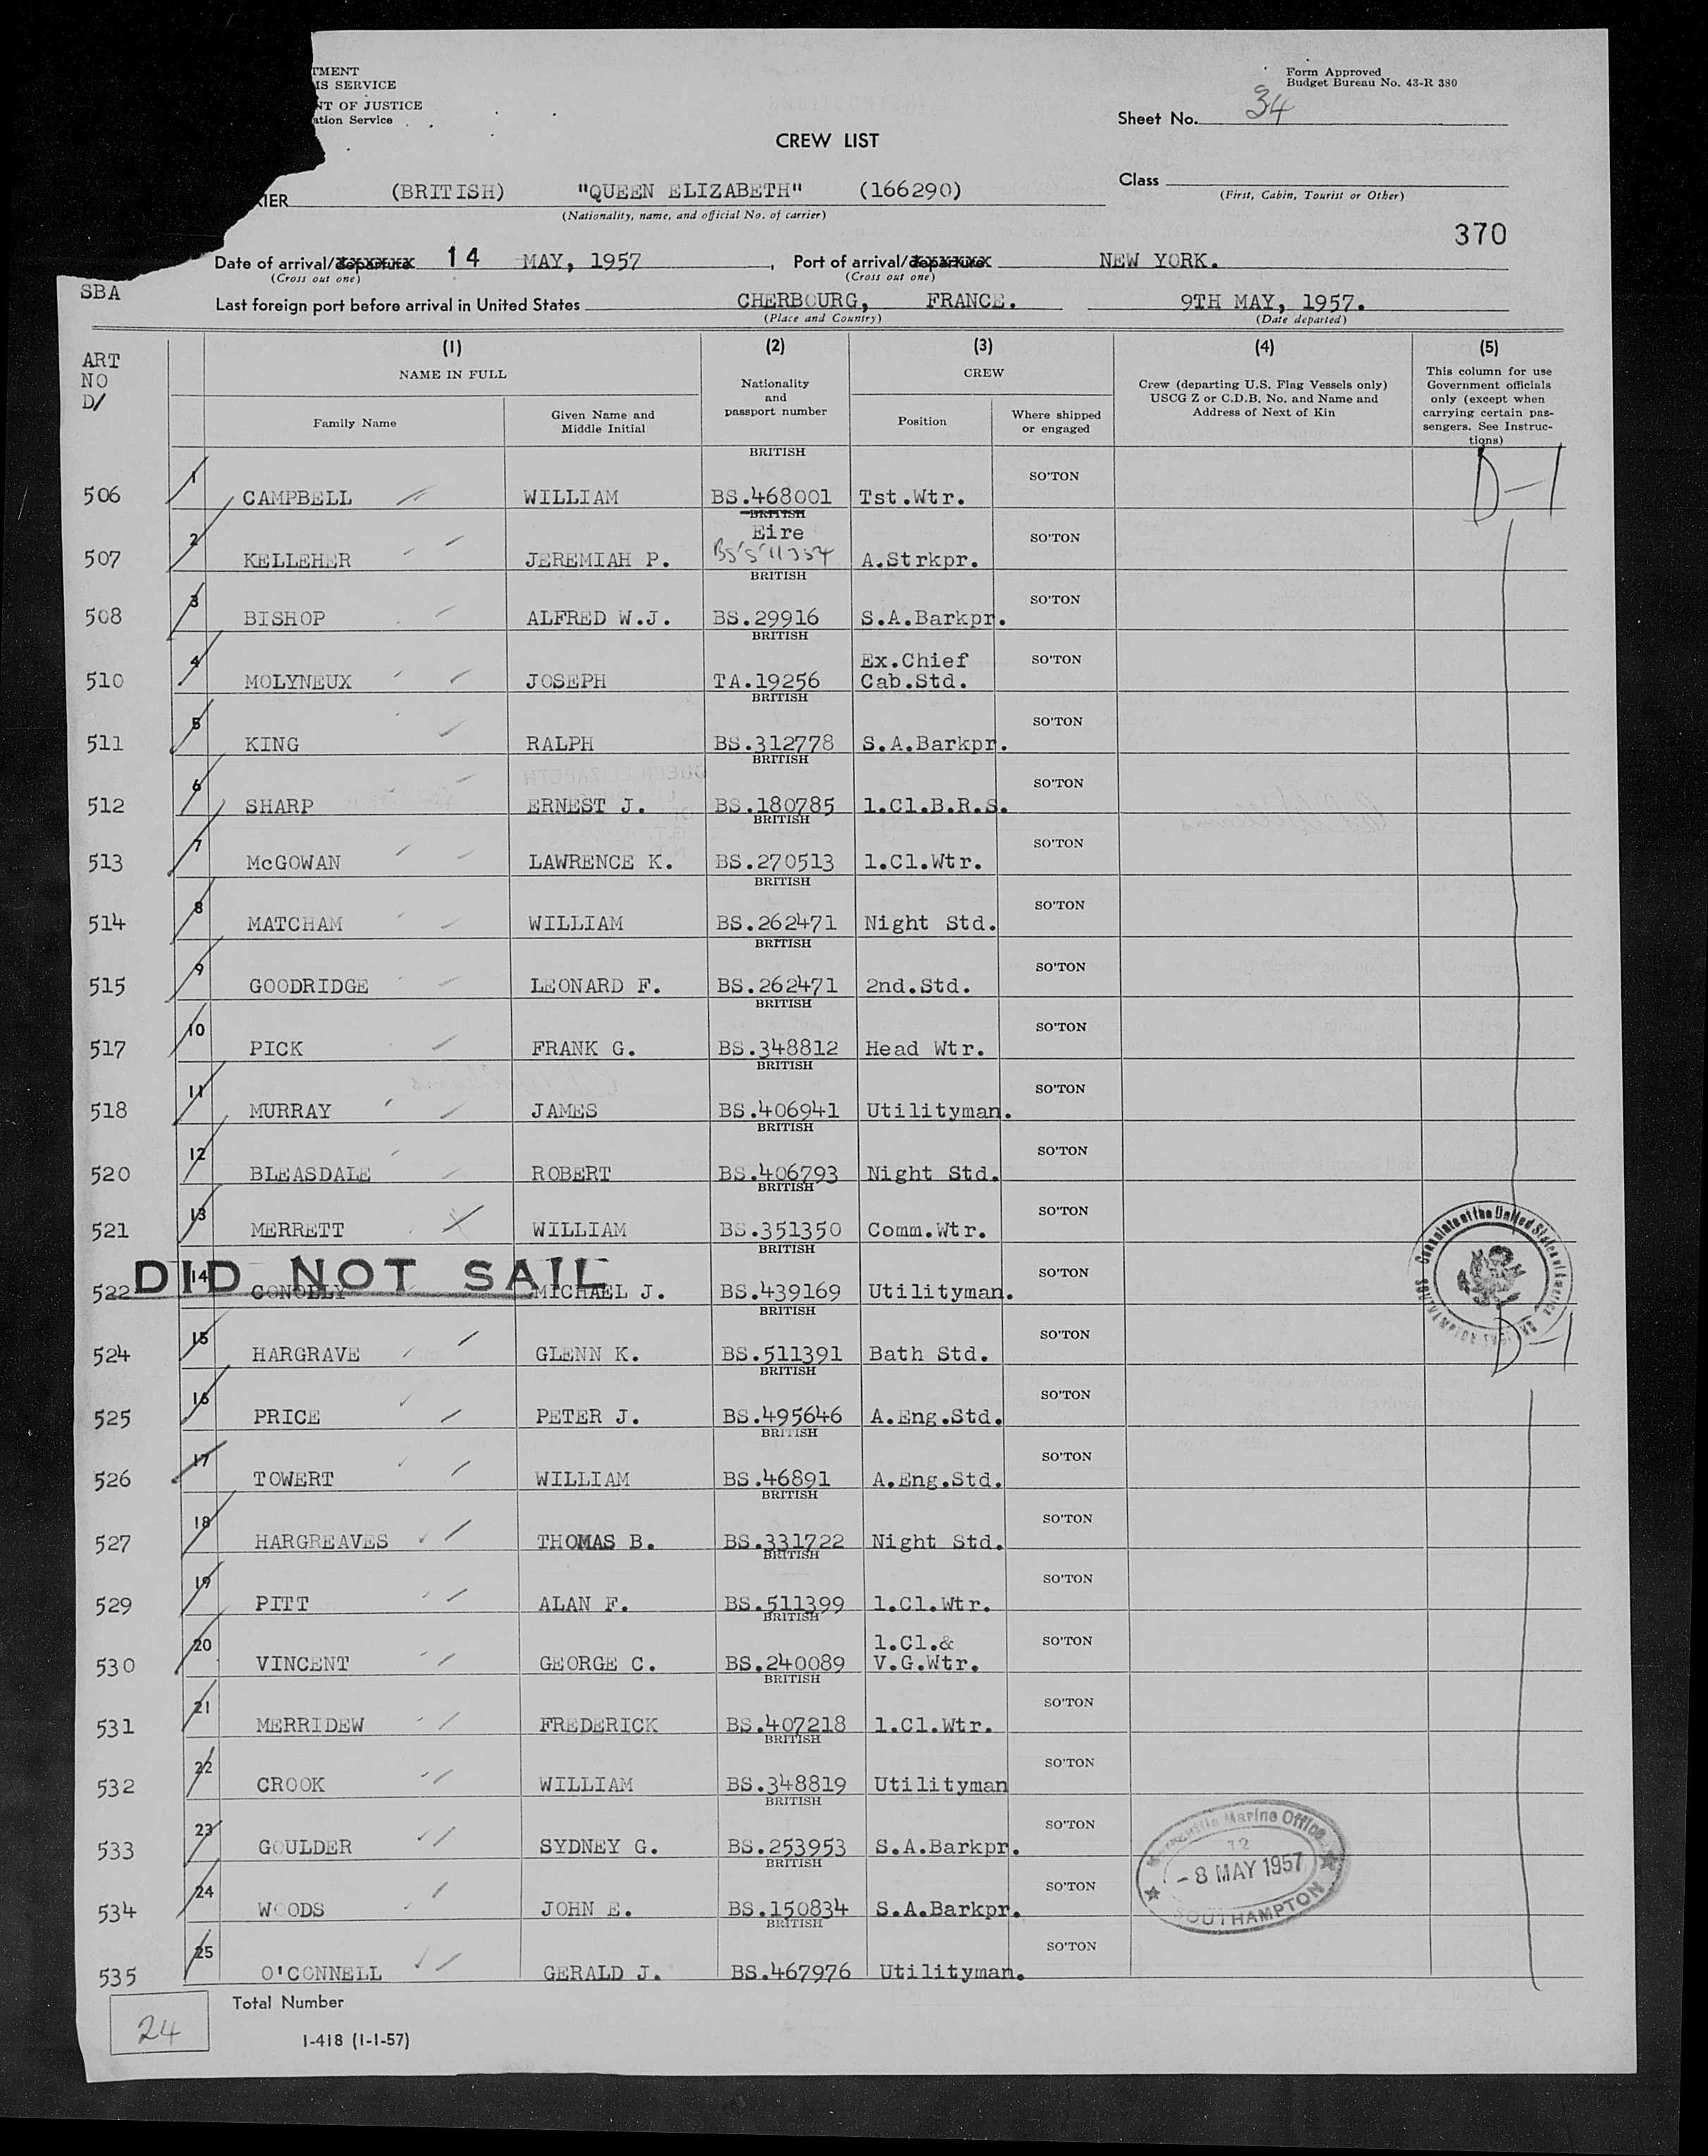 TMENT
IS SERVICE
NT OF JUSTICE
ation Service
Form Approved
Budget Bureau No. 43-R 380
Sheet No. 34
CREW LIST
Class
(First, Cabin, Tourist or Other)
RIER (BRITISH) "QUEEN ELIZABETH" (166290)
(Nationality, name, and official No. of carrier)
370
Date of arrival/departure 14 MAY, 1957, Port of arrival/departure NEW YORK.
(Cross out one) (Cross out one)
SBA
Last foreign port before arrival in United States CHERBOURG, FRANCE. 9TH MAY, 1957.
(Place and Country) (Date departed)
ART
NO
D/
(1) (2) (3) (4) (5)
NAME IN FULL
Family Name
Given Name and
Middle Initial
Nationality
and
passport number
CREW
Position
Where shipped
or engaged
Crew (departing U.S. Flag Vessels only)
USCG Z or C.D.B. No. and Name and
Address of Next of Kin
This column for use
Government officials
only (except when
carrying certain pas-
sengers. See Instruc-
tions)
BRITISH
506 1 CAMPBELL WILLIAM BS.468001 Tst.Wtr. SO'TON D-1
BRITISH
Eire
507 2 KELLEHER JEREMIAH P. A.Strkpr. SO'TON
BRITISH
508 3 BISHOP ALFRED W.J. BS.29916 S.A.Barkpr. SO'TON
BRITISH
510 4 MOLYNEUX JOSEPH TA.19256 Ex.Chief Cab.Std. SO'TON
BRITISH
511 5 KING RALPH BS.312778 S.A.Barkpr. SO'TON
BRITISH
512 6 SHARP ERNEST J. BS.180785 1.Cl.B.R.S. SO'TON
BRITISH
513 7 McGOWAN LAWRENCE K. BS.270513 1.Cl.Wtr. SO'TON
BRITISH
514 8 MATCHAM WILLIAM BS.262471 Night Std. SO'TON
BRITISH
515 9 GOODRIDGE LEONARD F. BS.262471 2nd.Std. SO'TON
BRITISH
517 10 PICK FRANK G. BS.348812 Head Wtr. SO'TON
BRITISH
518 11 MURRAY JAMES BS.406941 Utilityman. SO'TON
BRITISH
520 12 BLEASDALE ROBERT BS.406793 Night Std. SO'TON
BRITISH
521 13 MERRETT WILLIAM BS.351350 Comm.Wtr. SO'TON
BRITISH
DID NOT SAIL
522 14 CONOLLY MICHAEL J. BS.439169 Utilityman. SO'TON
Consulate of the United States of America
SOUTHAMPTON ENGLAND
BRITISH
524 15 HARGRAVE GLENN K. BS.511391 Bath Std. SO'TON D-1
BRITISH
525 16 PRICE PETER J. BS.495646 A.Eng.Std. SO'TON
BRITISH
526 17 TOWERT WILLIAM BS.46891 A.Eng.Std. SO'TON
BRITISH
527 18 HARGREAVES THOMAS B. BS.331722 Night Std. SO'TON
BRITISH
529 19 PITT ALAN F. BS.511399 1.Cl.Wtr. SO'TON
BRITISH
530 20 VINCENT GEORGE C. BS.240089 1.Cl.& V.G.Wtr. SO'TON
BRITISH
531 21 MERRIDEW FREDERICK BS.407218 1.Cl.Wtr. SO'TON
BRITISH
532 22 CROOK WILLIAM BS.348819 Utilityman SO'TON
BRITISH
533 23 GOULDER SYDNEY G. BS.253953 S.A.Barkpr. SO'TON
BRITISH
534 24 WOODS JOHN E. BS.150834 S.A.Barkpr. SO'TON
BRITISH
535 25 O'CONNELL GERALD J. BS.467976 Utilityman. SO'TON
Mercantile Marine Office
12
- 8 MAY 1957
SOUTHAMPTON
Total Number
24
I-418 (1-1-57)